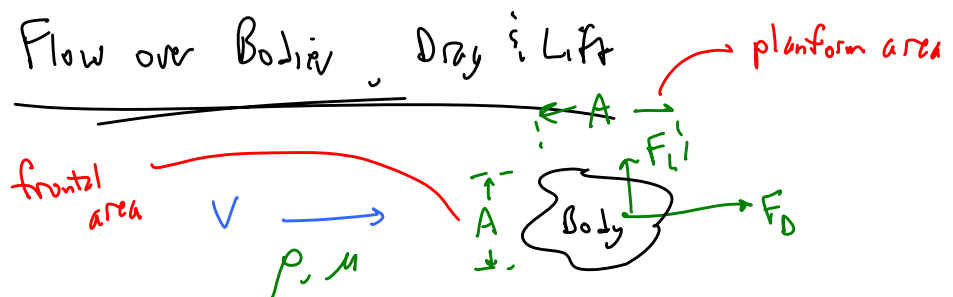 Flow over Bodies, Drag & Lift
planform area
A
F_L
frontal area
V
A
Body
F_D
ρ, μ